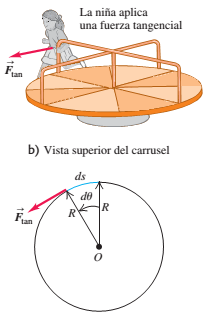 La niña aplica
una fuerza tangencial
F⃗tan
b) Vista superior del carrusel
ds
dθ
F⃗tan
R
R
O